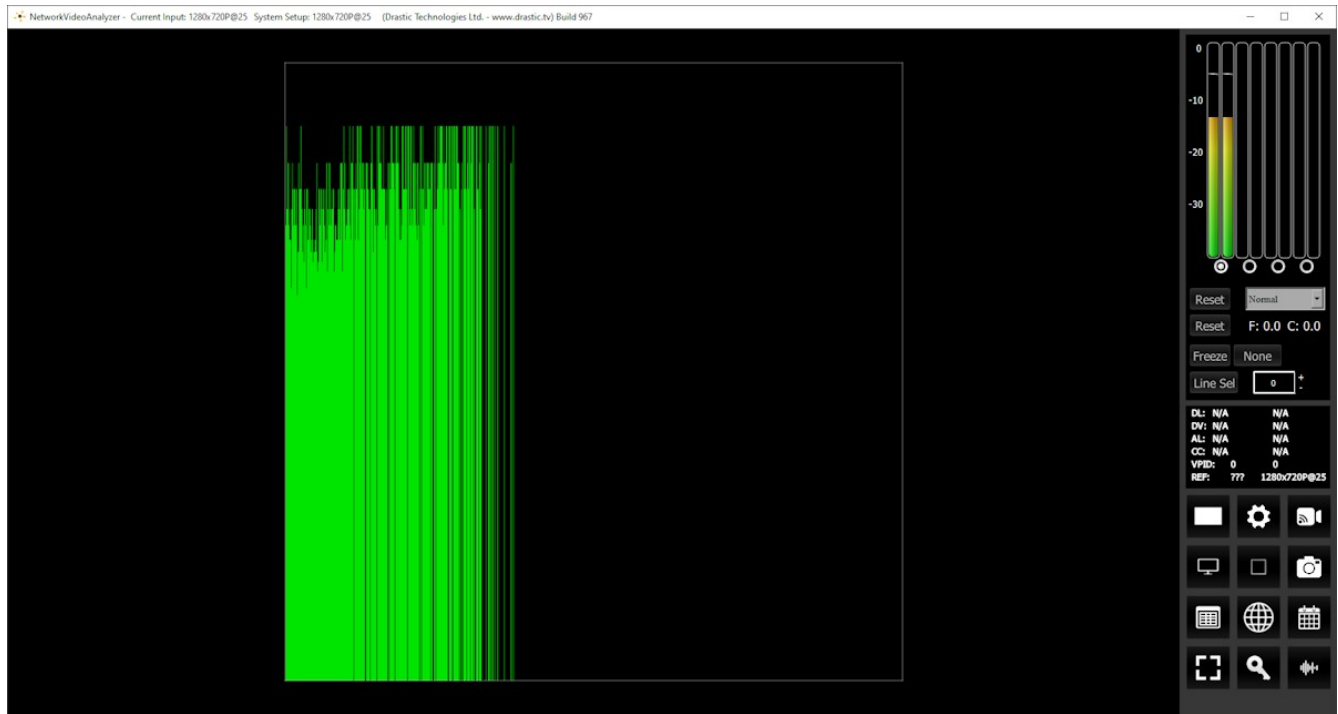 NetworkVideoAnalyzer - Current Input: 1280x720P@25 System Setup: 1280x720P@25 (Drastic Technologies Ltd. - www.drastic.tv) Build 967
0
-10
-20
-30
Reset Normal
Reset F: 0.0 C: 0.0
Freeze None
Line Sel 0 +
-
DL: N/A N/A
DV: N/A N/A
AL: N/A N/A
CC: N/A N/A
VPID: 0 0
REF: ??? 1280x720P@25